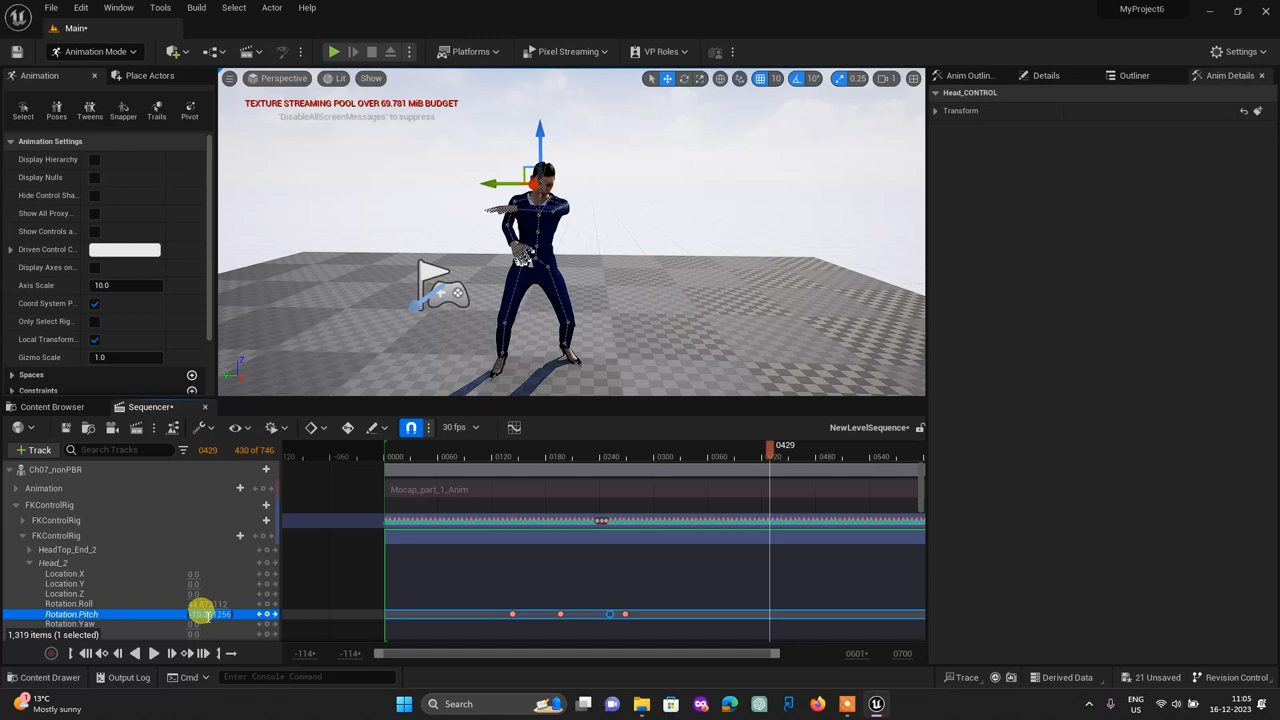 File Edit Window Tools Build Select Actor Help
MyProject6
Main*
Animation Mode
Platforms
Pixel Streaming
VP Roles
Settings
Animation
Place Actors
Perspective
Lit
Show
10
10°
0.25
1
Anim Outlin...
Details
Outliner
Anim Details
Select
Poses
Tweens
Snapper
Trails
Pivot
TEXTURE STREAMING POOL OVER 69.781 MiB BUDGET
'DisableAllScreenMessages' to suppress
Head_CONTROL
Transform
Animation Settings
Display Hierarchy
Display Nulls
Hide Control Sha...
Show All Proxy...
Show Controls a...
Driven Control C...
Display Axes on...
Axis Scale
10.0
Coord System P...
Only Select Rig...
Local Transform...
Gizmo Scale
1.0
Spaces
Constraints
Z
Content Browser
Sequencer*
30 fps
NewLevelSequence*
Track
Search Tracks
0429
430 of 746
0429
120 -060 0000 0060 0120 0180 0240 0300 0360 0480 0540
Ch07_nonPBR
Animation
Mocap_part_1_Anim
FKControlRig
FKControlRig
FKControlRig
HeadTop_End_2
Head_2
Location.X 0.0
Location.Y 0.0
Location.Z 0.0
Rotation.Roll
Rotation.Pitch
Rotation.Yaw 0.0
1,319 items (1 selected)
0.0
-114+
-114+
0601+
0700
Content Drawer
Output Log
Cmd
Enter Console Command
Trace
Derived Data
21 Unsaved
Revision Control
1
13°C
Mostly sunny
Search
ENG
US
11:05
16-12-2023